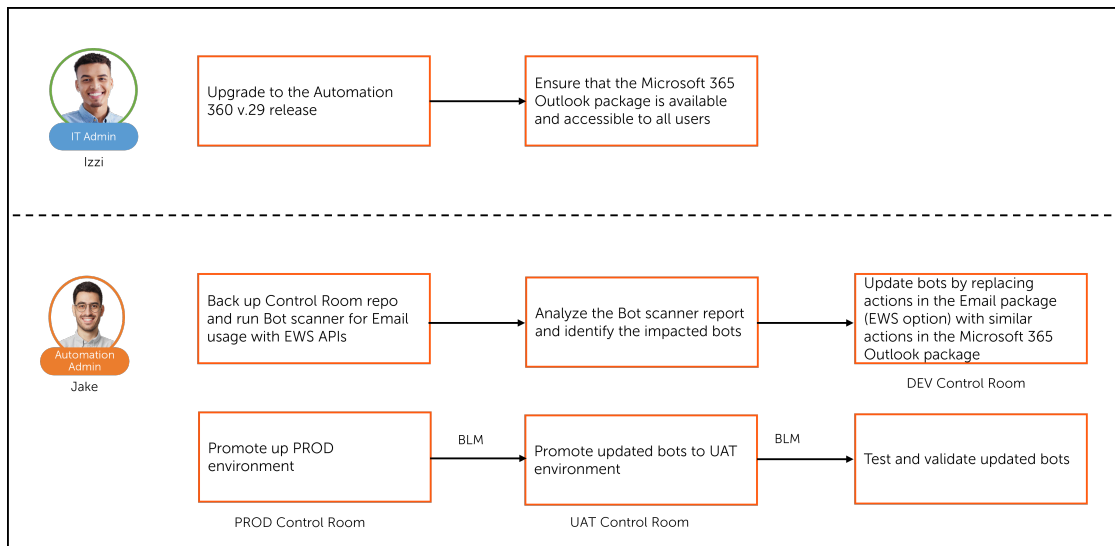 IT Admin
Izzi
Upgrade to the Automation
360 v.29 release
Ensure that the Microsoft 365
Outlook package is available
and accessible to all users
Automation
Admin
Jake
Back up Control Room repo
and run Bot scanner for Email
usage with EWS APIs
Analyze the Bot scanner report
and identify the impacted bots
Update bots by replacing
actions in the Email package
(EWS option) with similar
actions in the Microsoft 365
Outlook package
DEV Control Room
Promote up PROD
environment
BLM
Promote updated bots to UAT
environment
BLM
Test and validate updated bots
PROD Control Room
UAT Control Room